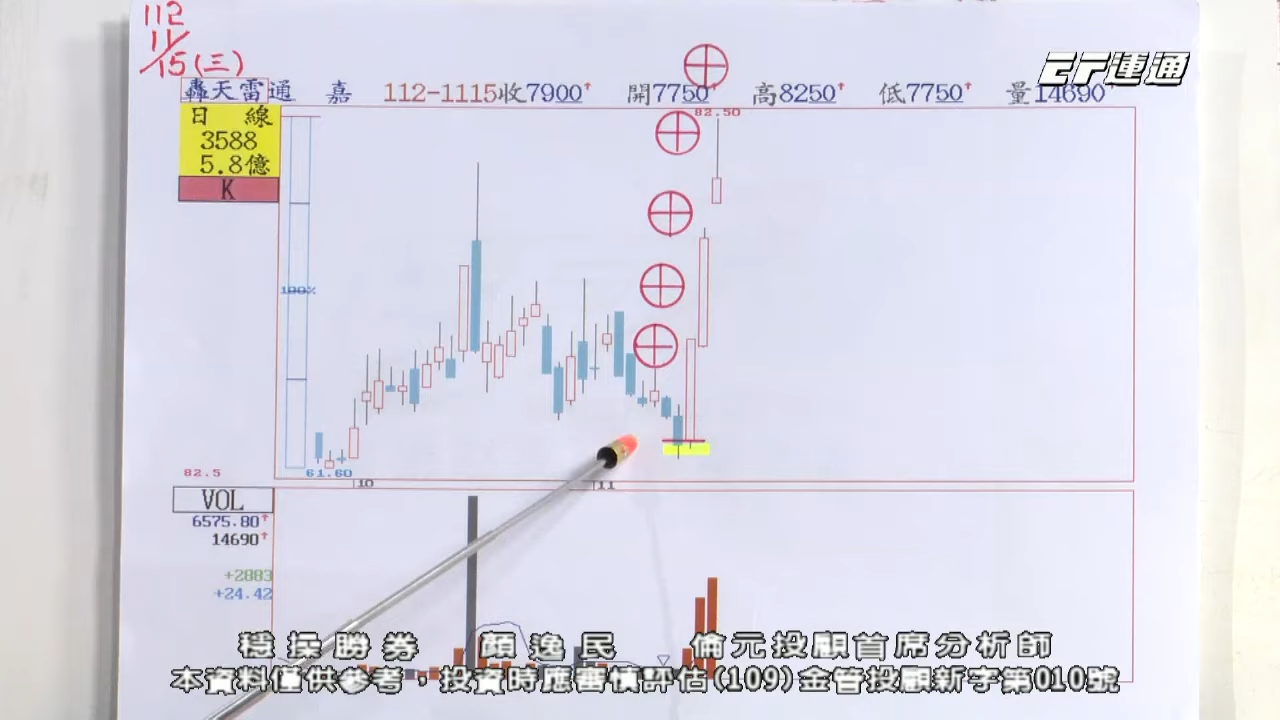 112
11/15(三)
EF運通
轟天雷通 嘉 112-1115收7900↑ 開7750↑ 高8250↑ 低7750↑ 量14690↑
日 線
3588
5.8億
K
82.50
100%
82.5
61.60
10
11
VOL
6575.80↑
14690↑
+2883
+24.42
穩操勝券 顏逸民 倫元投顧首席分析師
本資料僅供參考，投資時應審慎評估(109)金管投顧新字第010號